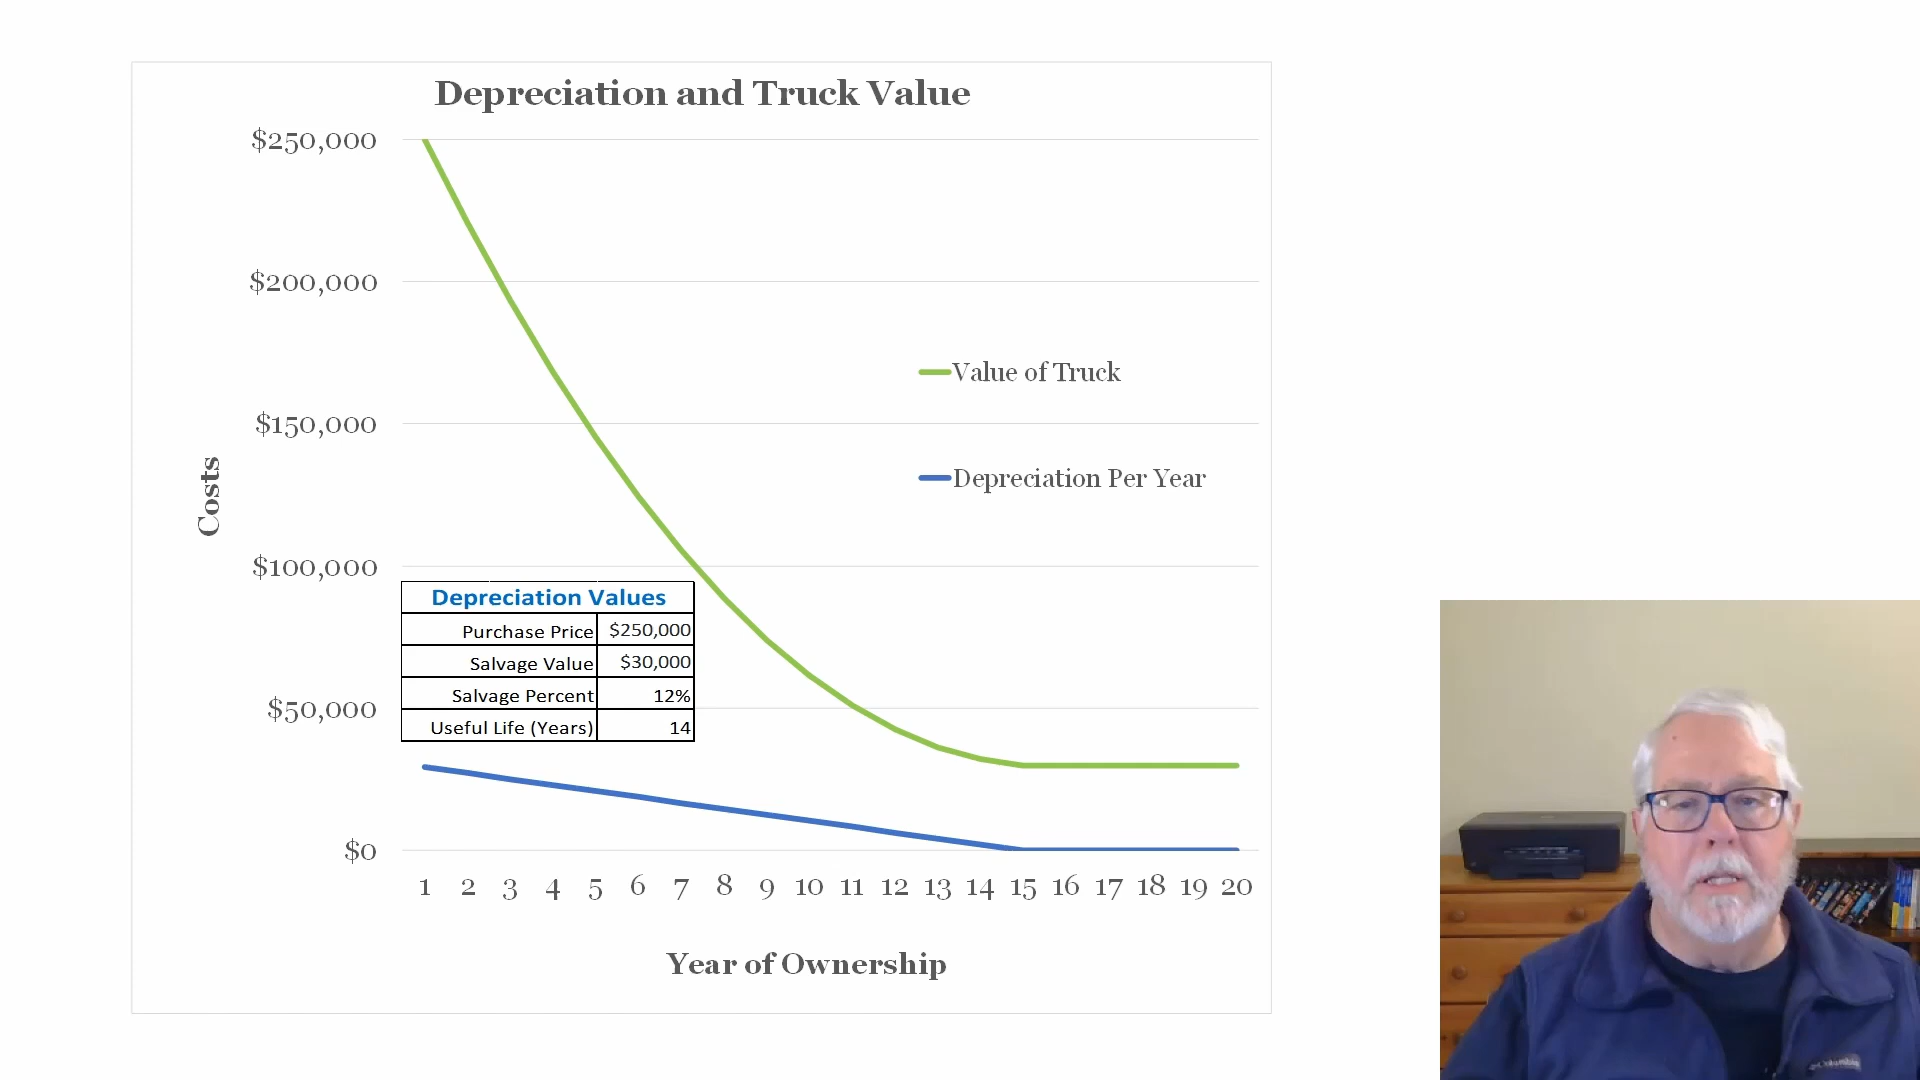 Depreciation and Truck Value
$250,000
$200,000
$150,000
$100,000
$50,000
$0
Costs
Value of Truck
Depreciation Per Year
Depreciation Values
Purchase Price $250,000
Salvage Value $30,000
Salvage Percent 12%
Useful Life (Years) 14
1 2 3 4 5 6 7 8 9 10 11 12 13 14 15 16 17 18 19 20
Year of Ownership
Columbia